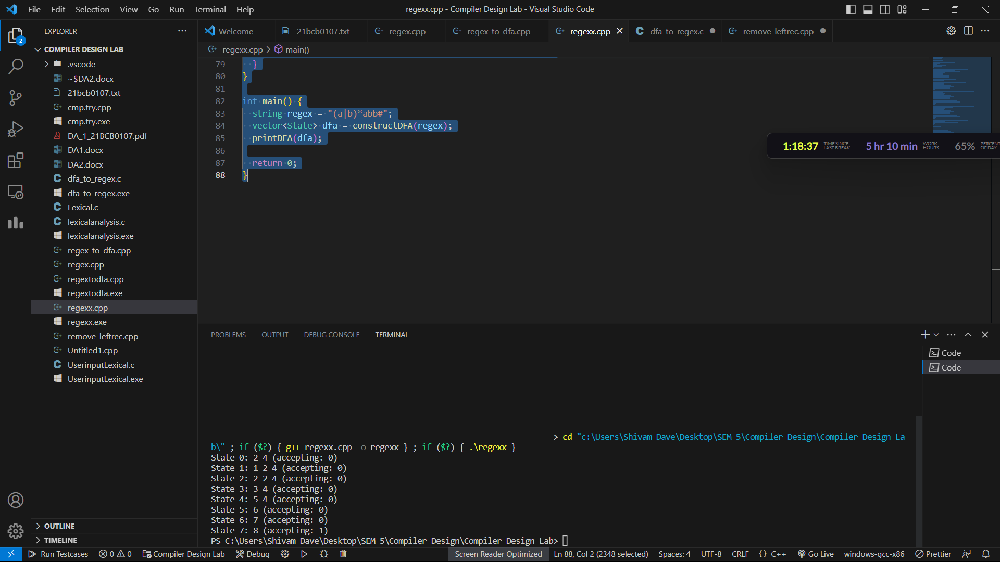 File Edit Selection View Go Run Terminal Help
regexx.cpp - Compiler Design Lab - Visual Studio Code
2
EXPLORER
COMPILER DESIGN LAB
.vscode
~$DA2.docx
21bcb0107.txt
cmp.try.cpp
cmp.try.exe
DA_1_21BCB0107.pdf
DA1.docx
DA2.docx
dfa_to_regex.c
dfa_to_regex.exe
Lexical.c
lexicalanalysis.c
lexicalanalysis.exe
regex_to_dfa.cpp
regex.cpp
regextodfa.cpp
regextodfa.exe
regexx.cpp
regexx.exe
remove_leftrec.cpp
Untitled1.cpp
UserinputLexical.c
UserinputLexical.exe
OUTLINE
TIMELINE
Welcome 21bcb0107.txt regex.cpp regex_to_dfa.cpp regexx.cpp dfa_to_regex.c remove_leftrec.cpp
regexx.cpp > main()
79 }
80 }
81
82 int main() {
83 string regex = "(a|b)*abb#";
84 vector<State> dfa = constructDFA(regex);
85 printDFA(dfa);
86
87 return 0;
88 }
1:18:37 TIME SINCE LAST BREAK 5 hr 10 min WORK HOURS 65% PERCENT OF DAY
PROBLEMS OUTPUT DEBUG CONSOLE TERMINAL
Code
Code
> cd "c:\Users\Shivam Dave\Desktop\SEM 5\Compiler Design\Compiler Design La
b\" ; if ($?) { g++ regexx.cpp -o regexx } ; if ($?) { .\regexx }
State 0: 2 4 (accepting: 0)
State 1: 1 2 4 (accepting: 0)
State 2: 2 2 4 (accepting: 0)
State 3: 3 4 (accepting: 0)
State 4: 5 4 (accepting: 0)
State 5: 6 (accepting: 0)
State 6: 7 (accepting: 0)
State 7: 8 (accepting: 1)
PS C:\Users\Shivam Dave\Desktop\SEM 5\Compiler Design\Compiler Design Lab>
Run Testcases 0 0 Compiler Design Lab Debug Screen Reader Optimized Ln 88, Col 2 (2348 selected) Spaces: 4 UTF-8 CRLF {} C++ Go Live windows-gcc-x86 Prettier